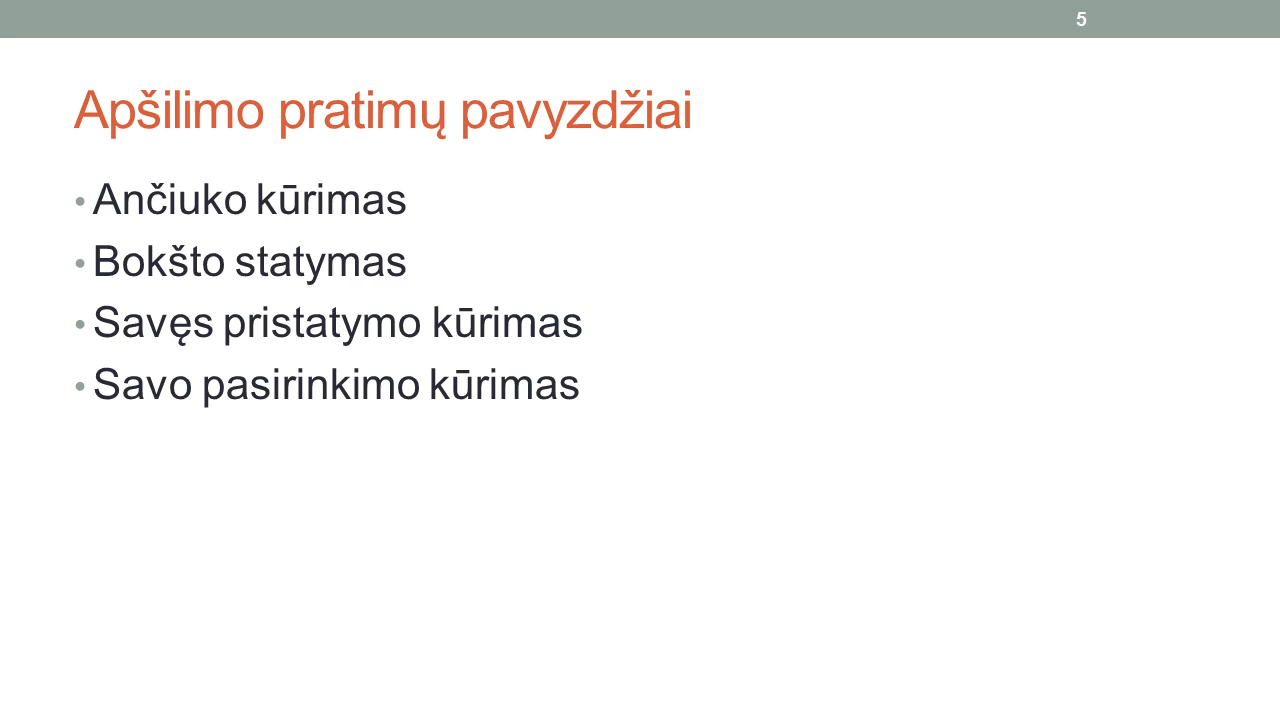 5
Apšilimo pratimų pavyzdžiai
• Ančiuko kūrimas
• Bokšto statymas
• Savęs pristatymo kūrimas
• Savo pasirinkimo kūrimas